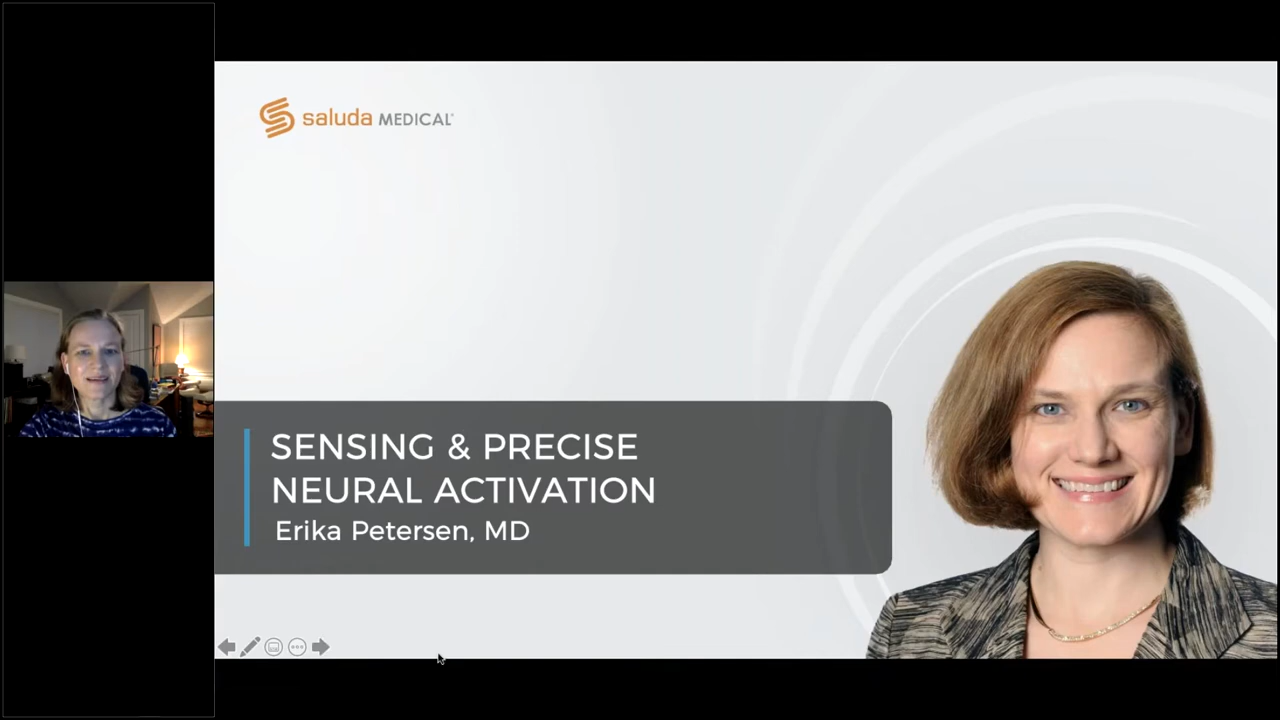 saluda MEDICAL
SENSING & PRECISE
NEURAL ACTIVATION
Erika Petersen, MD